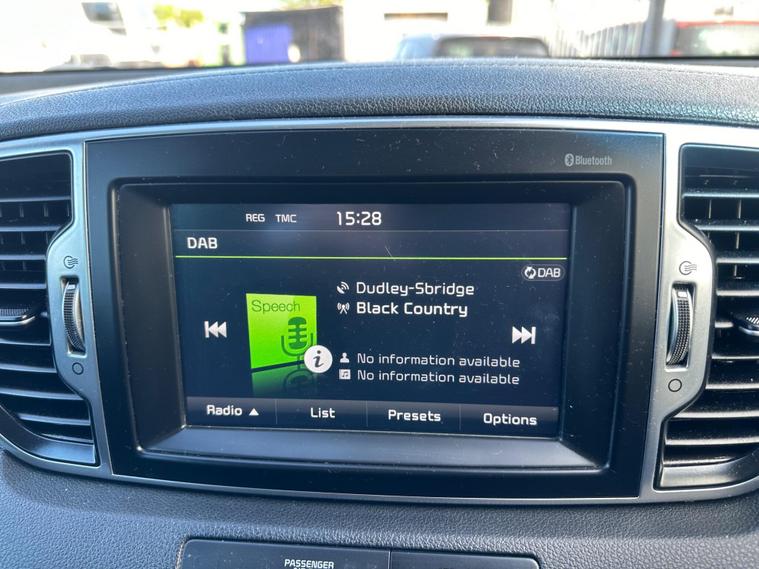 Bluetooth
REG TMC 15:28
DAB
DAB
Dudley-Sbridge
Black Country
Speech
i
No information available
No information available
Radio ▲ List Presets Options
PASSENGER